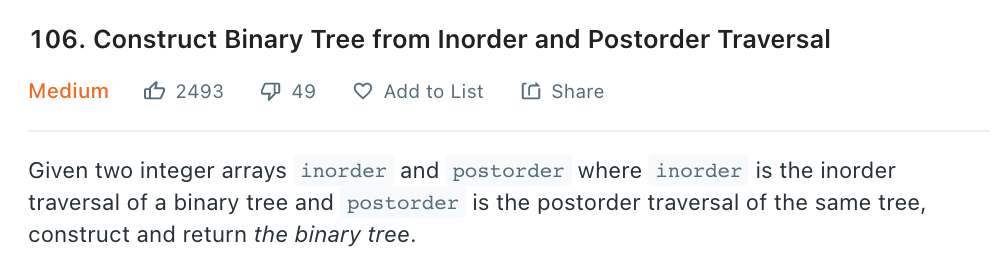 106. Construct Binary Tree from Inorder and Postorder Traversal
Medium 2493 49 Add to List Share
Given two integer arrays inorder and postorder where inorder is the inorder
traversal of a binary tree and postorder is the postorder traversal of the same tree,
construct and return the binary tree.